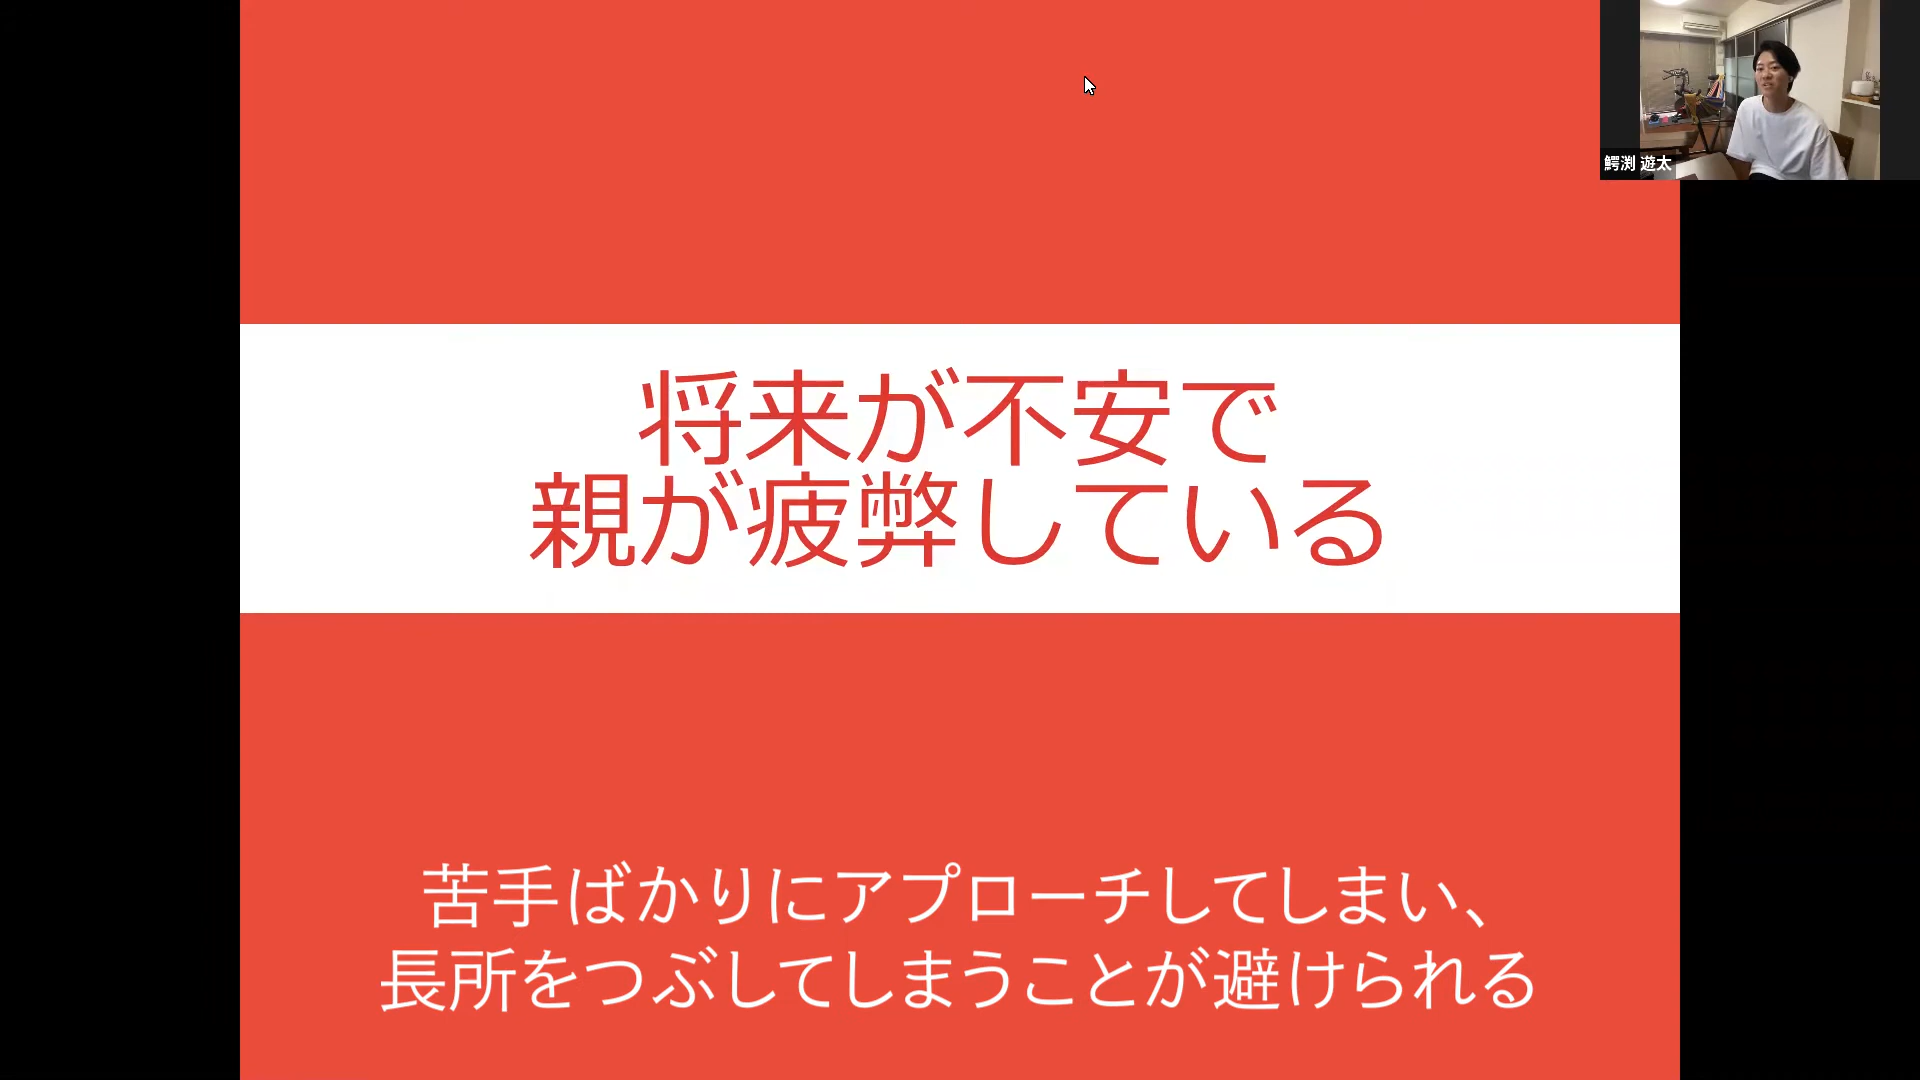 鰐渕 遊太
将来が不安で
親が疲弊している
苦手ばかりにアプローチしてしまい、
長所をつぶしてしまうことが避けられる